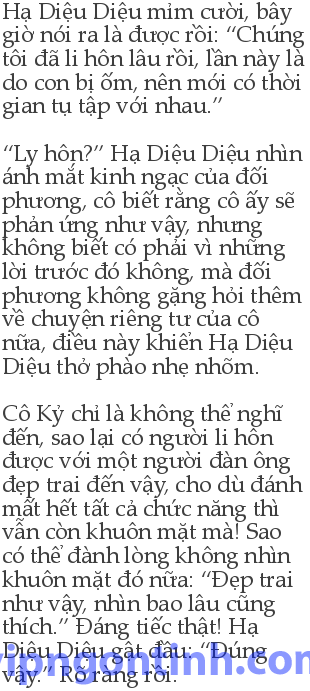 Hạ Diệu Diệu mỉm cười, bây
giờ nói ra là được rồi: “Chúng
tôi đã li hôn lâu rồi, lần này là
do con bị ốm, nên mới có thời
gian tụ tập với nhau.”
“Ly hôn?” Hạ Diệu Diệu nhìn
ánh mắt kinh ngạc của đối
phương, cô biết rằng cô ấy sẽ
phản ứng như vậy, nhưng
không biết có phải vì những
lời trước đó không, mà đối
phương không gặng hỏi thêm
về chuyện riêng tư của cô
nữa, điều này khiến Hạ Diệu
Diệu thở phào nhẹ nhõm.
Cô Kỷ chỉ là không thể nghĩ
đến, sao lại có người li hôn
được với một người đàn ông
đẹp trai đến vậy, cho dù đánh
mất hết tất cả chức năng thì
vẫn còn khuôn mặt mà! Sao
có thể đành lòng không nhìn
khuôn mặt đó nữa: “Đẹp trai
như vậy, nhìn bao lâu cũng
thích.” Đáng tiếc thật! Hạ
Diệu Diệu gật đầu: “Đúng
vậy.” Rõ ràng rồi.
vipngontinh.com